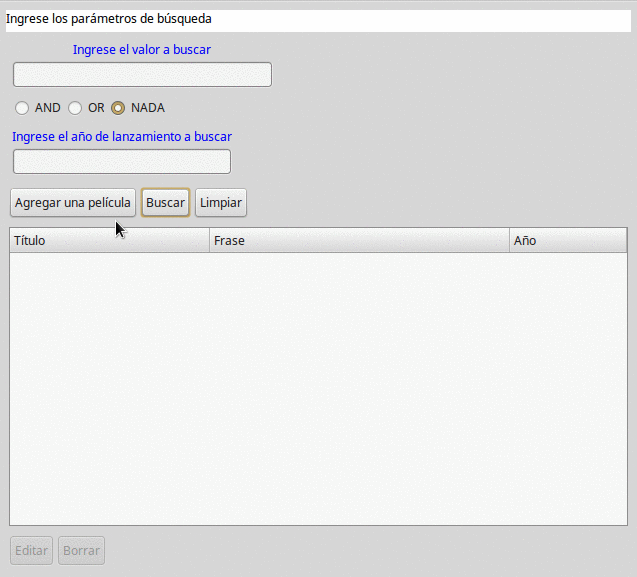 Ingrese los parámetros de búsqueda
Ingrese el valor a buscar
AND OR NADA
Ingrese el año de lanzamiento a buscar
Agregar una película Buscar Limpiar
Título Frase Año
Editar Borrar